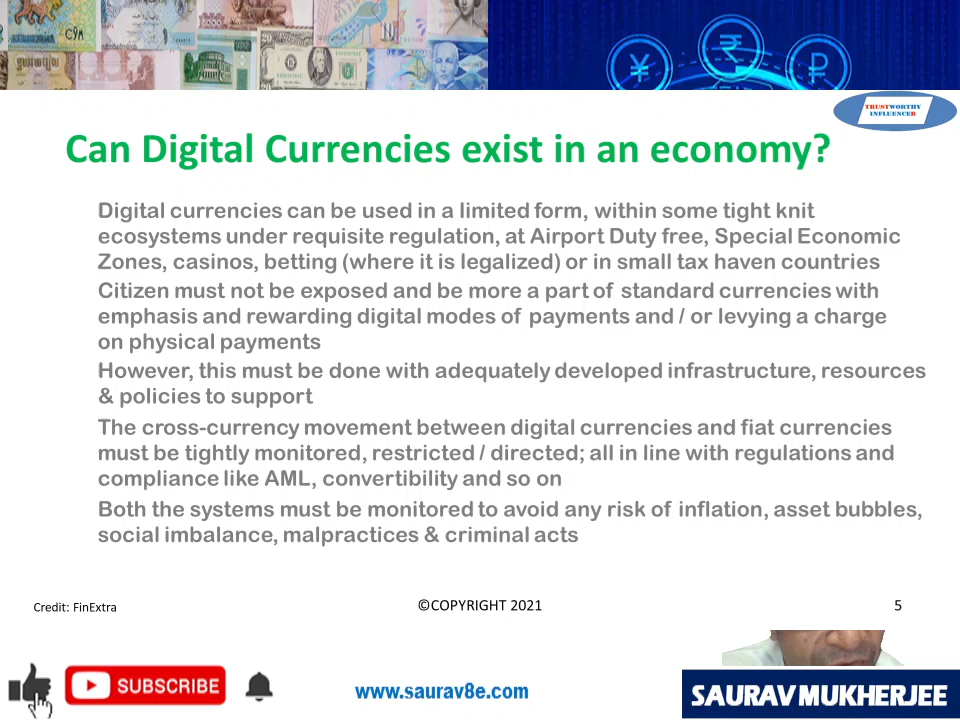 TRUSTWORTHY
INFLUENCER
Can Digital Currencies exist in an economy?
Digital currencies can be used in a limited form, within some tight knit
ecosystems under requisite regulation, at Airport Duty free, Special Economic
Zones, casinos, betting (where it is legalized) or in small tax haven countries
Citizen must not be exposed and be more a part of standard currencies with
emphasis and rewarding digital modes of payments and / or levying a charge
on physical payments
However, this must be done with adequately developed infrastructure, resources
& policies to support
The cross-currency movement between digital currencies and fiat currencies
must be tightly monitored, restricted / directed; all in line with regulations and
compliance like AML, convertibility and so on
Both the systems must be monitored to avoid any risk of inflation, asset bubbles,
social imbalance, malpractices & criminal acts
Credit: FinExtra
©COPYRIGHT 2021
5
SUBSCRIBE
www.saurav8e.com
SAURAV MUKHERJEE